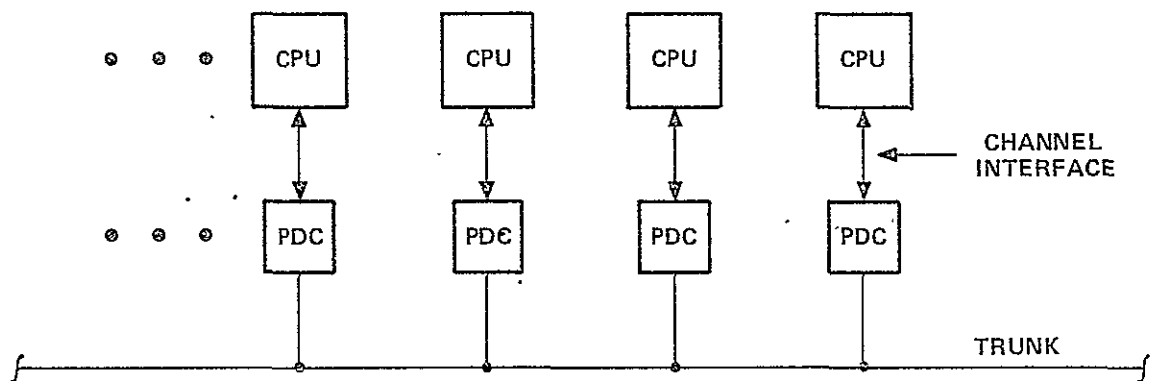 CPU CPU CPU CPU
CHANNEL
INTERFACE
PDC PDC PDC PDC
TRUNK